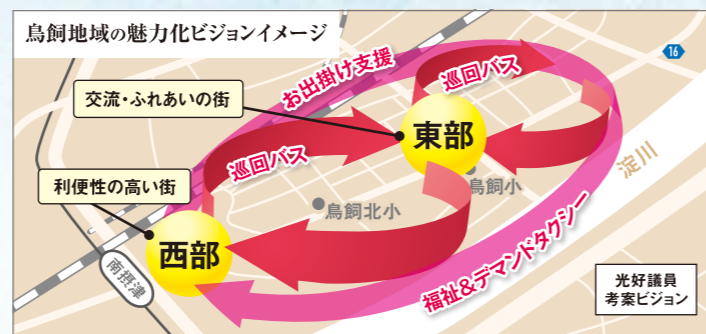 鳥飼地域の魅力化ビジョンイメージ
16
お出掛け支援
巡回バス
交流・ふれあいの街
東部
巡回バス
淀川
利便性の高い街
鳥飼小
鳥飼北小
西部
南摂津
福祉&デマンドタクシー
光好議員
考案ビジョン